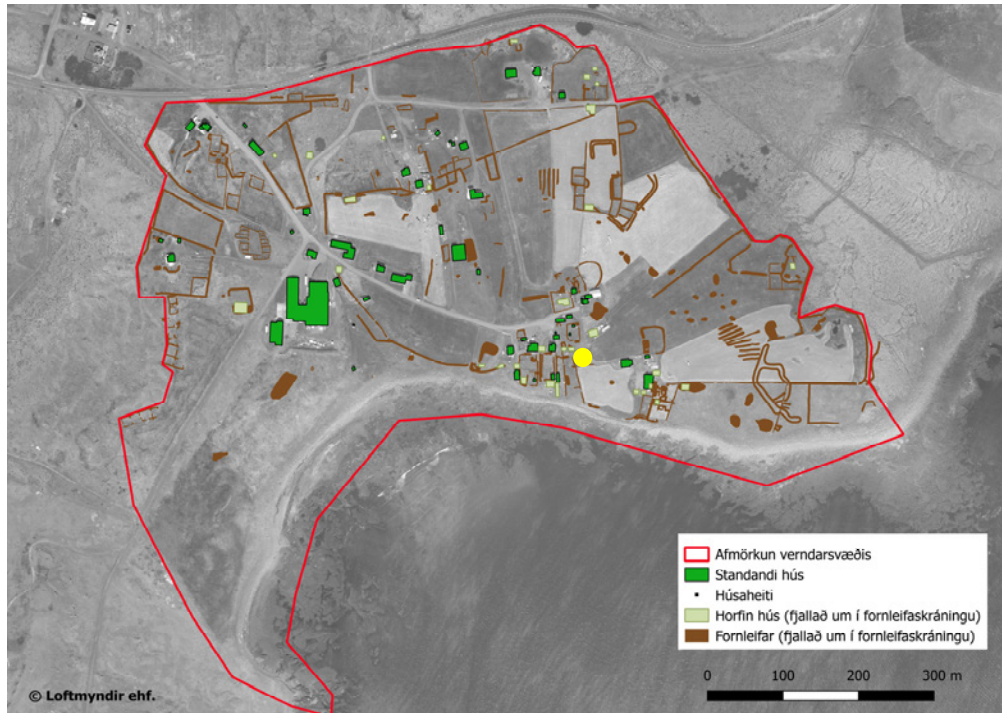 Afmörkun verndarsvæðis
Standandi hús
Húsaheiti
Horfin hús (fjallað um í fornleifaskráningu)
Fornleifar (fjallað um í fornleifaskráningu)
0 100 200 300 m
© Loftmyndir ehf.